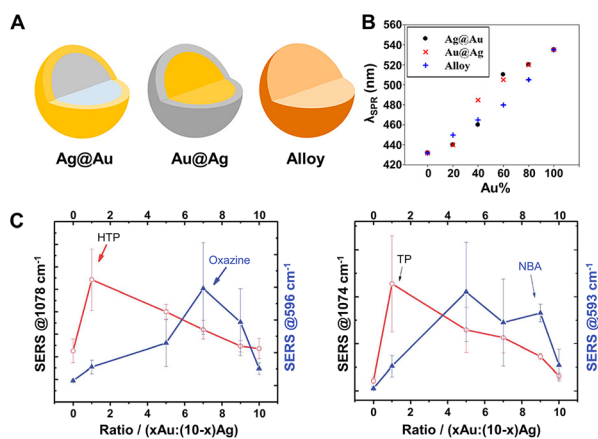 A
Ag@Au
Au@Ag
Alloy
B
λSPR (nm)
560
540
520
500
480
460
440
420
Ag@Au
Au@Ag
Alloy
0 20 40 60 80 100
Au%
C
0 2 4 6 8 10
HTP
Oxazine
SERS @1078 cm⁻¹
SERS @596 cm⁻¹
0 2 4 6 8 10
Ratio / (xAu:(10-x)Ag)
0 2 4 6 8 10
TP
NBA
SERS @1074 cm⁻¹
SERS @593 cm⁻¹
0 2 4 6 8 10
Ratio / (xAu:(10-x)Ag)